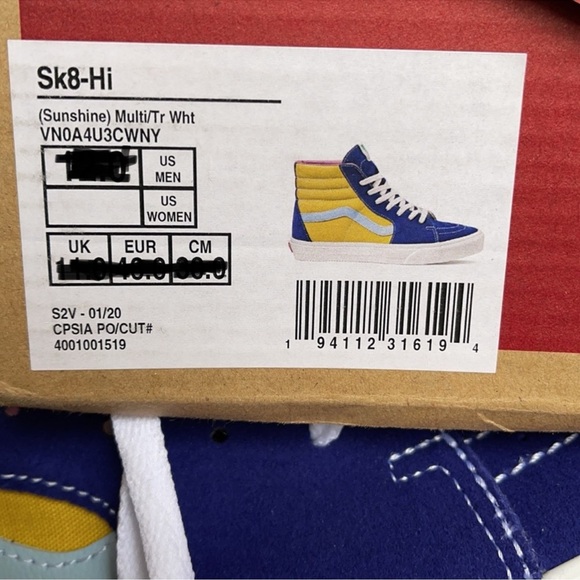 Sk8-Hi
(Sunshine) Multi/Tr Wht
VN0A4U3CWNY
US
MEN
US
WOMEN
UK EUR CM
S2V - 01/20
CPSIA PO/CUT#
4001001519
1 94112 31619 4